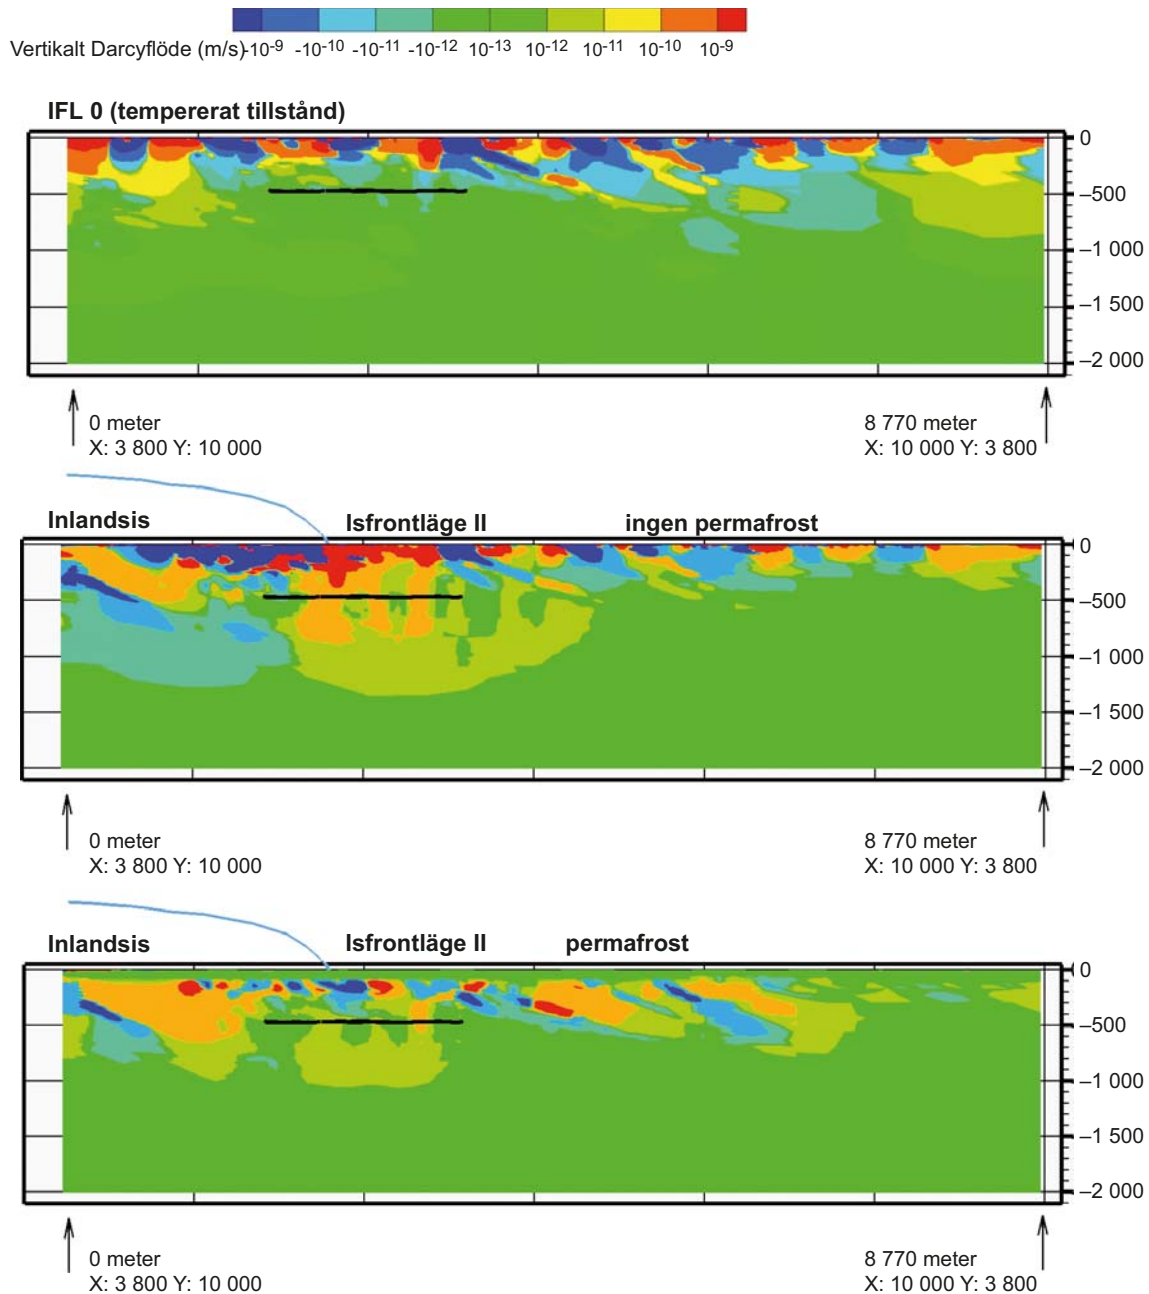 Vertikalt Darcyflöde (m/s) -10-9 -10-10 -10-11 -10-12 10-13 10-12 10-11 10-10 10-9
IFL 0 (tempererat tillstånd)
0
–500
–1 000
–1 500
–2 000
0 meter
X: 3 800 Y: 10 000
8 770 meter
X: 10 000 Y: 3 800
Inlandsis
Isfrontläge II
ingen permafrost
0
–500
–1 000
–1 500
–2 000
0 meter
X: 3 800 Y: 10 000
8 770 meter
X: 10 000 Y: 3 800
Inlandsis
Isfrontläge II
permafrost
0
–500
–1 000
–1 500
–2 000
0 meter
X: 3 800 Y: 10 000
8 770 meter
X: 10 000 Y: 3 800